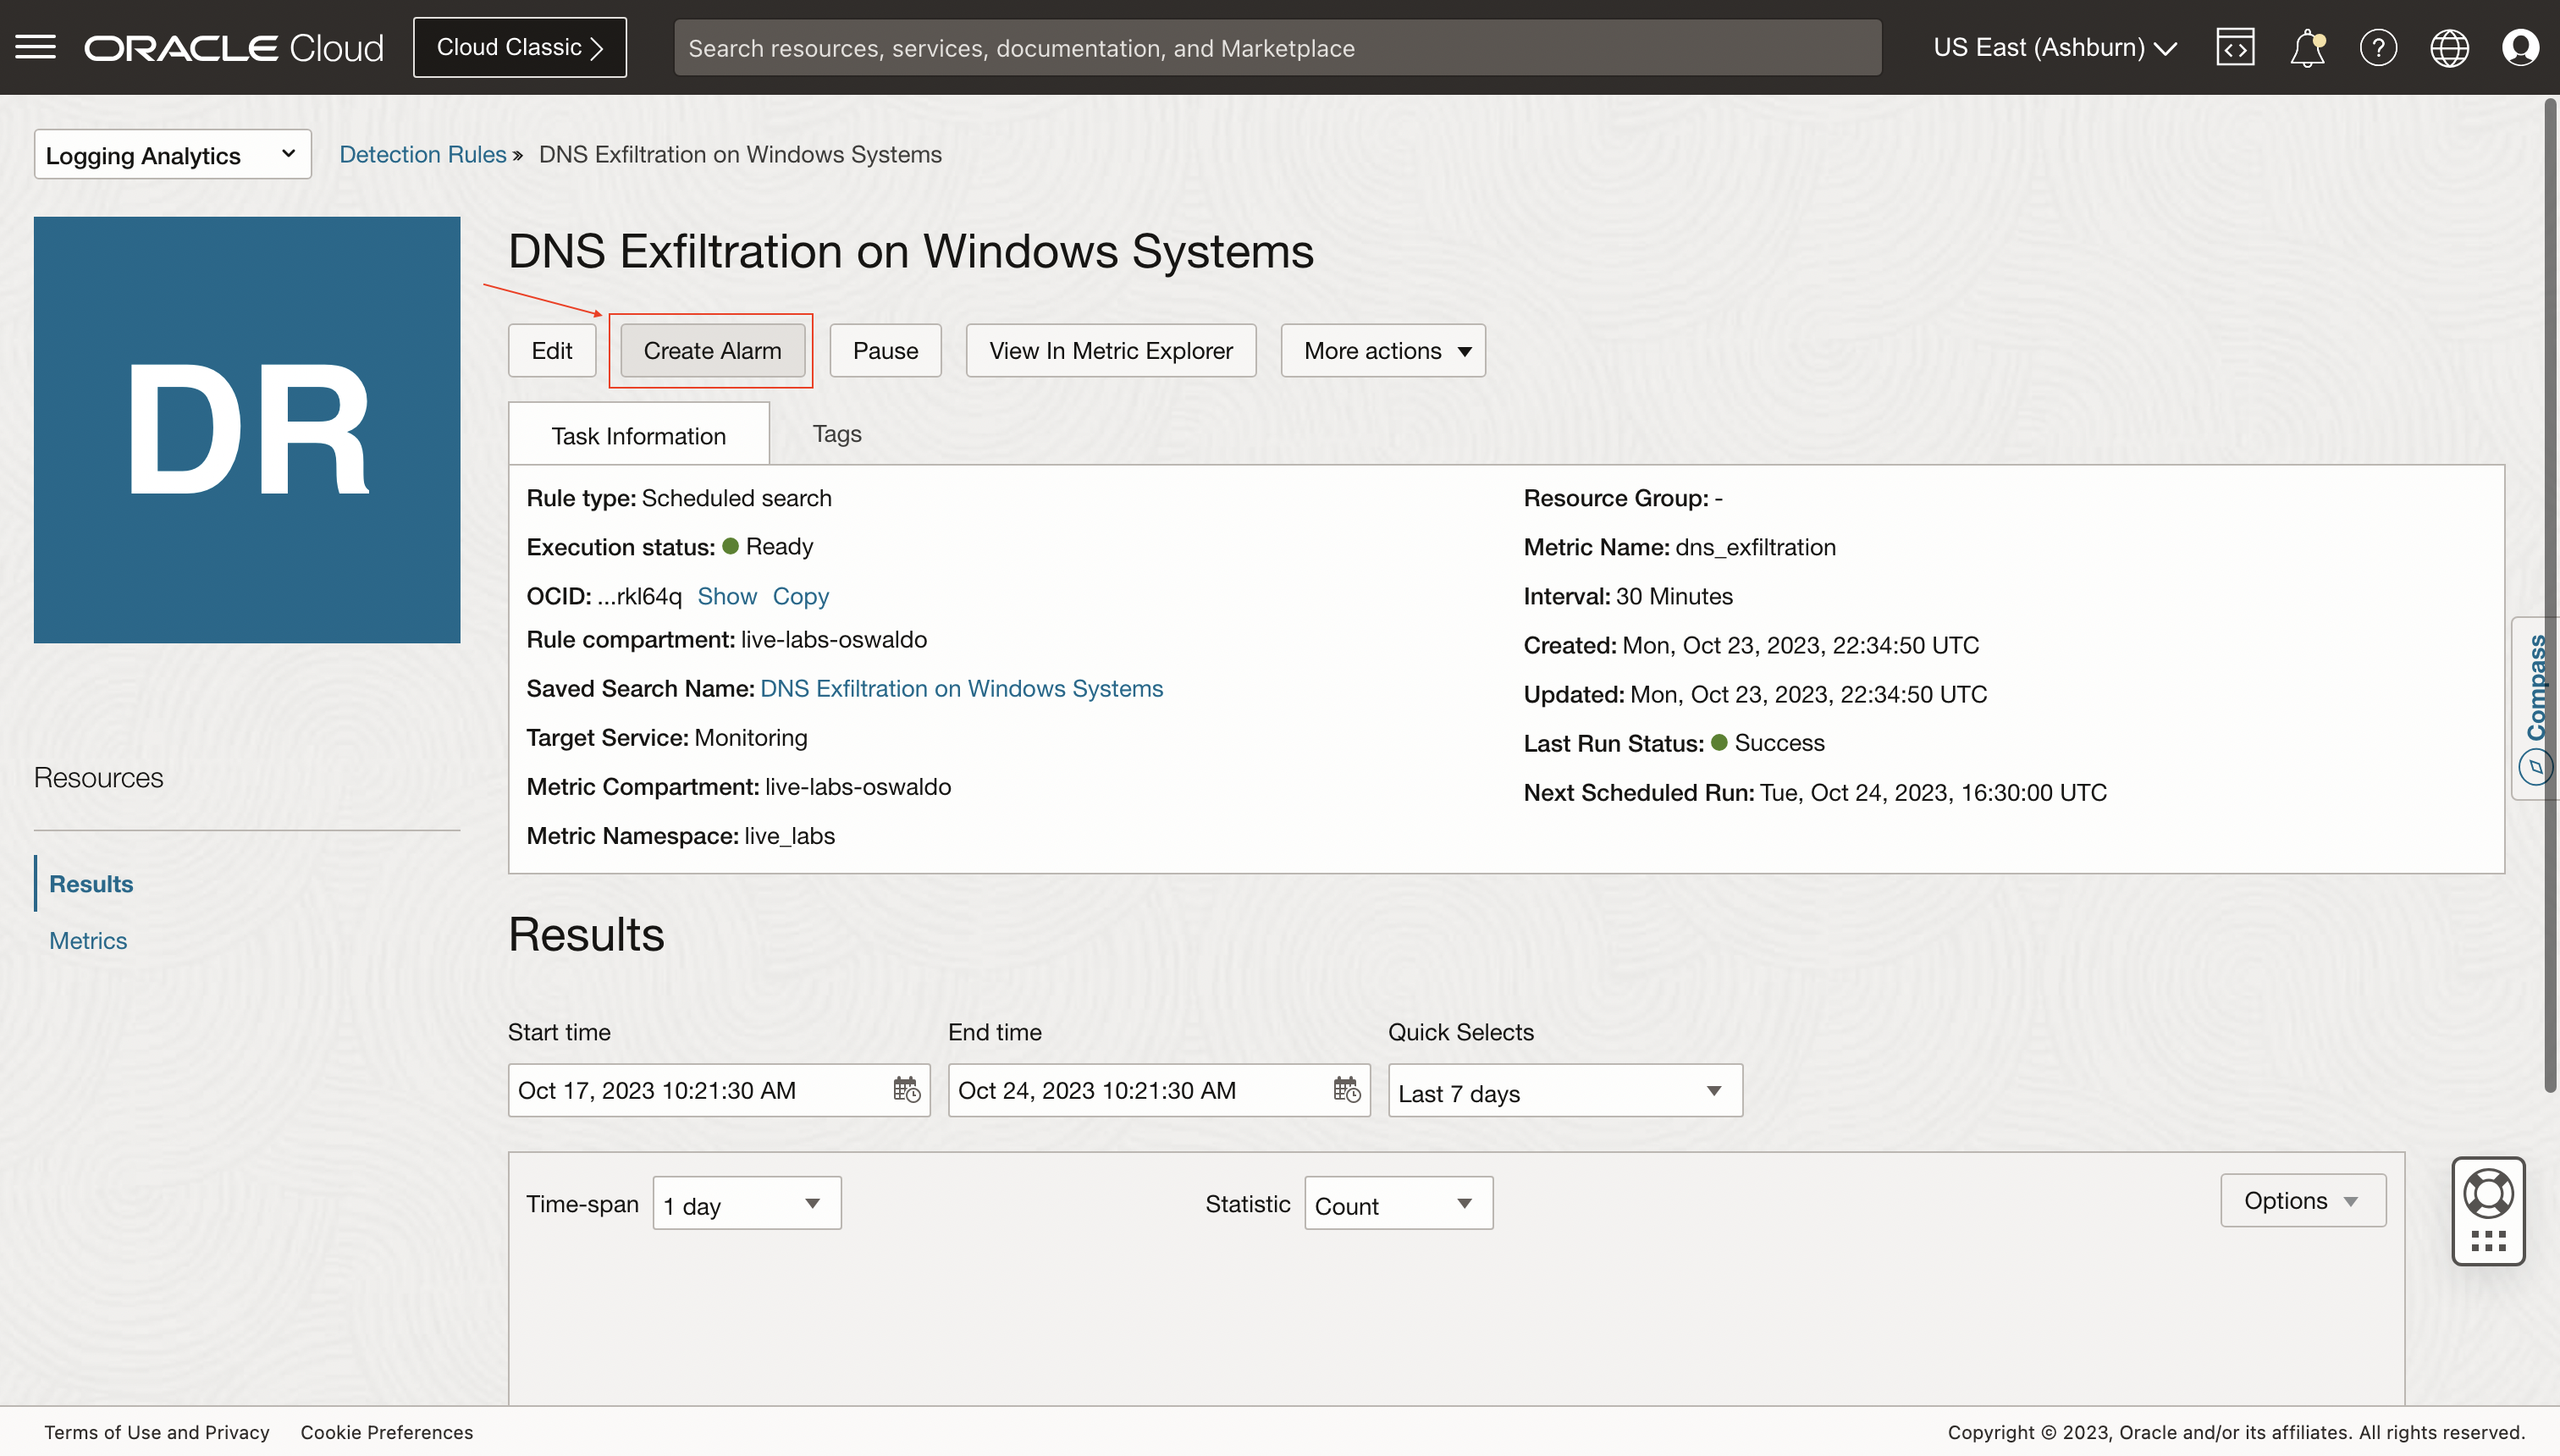 ORACLE Cloud
Cloud Classic
Search resources, services, documentation, and Marketplace
US East (Ashburn)
Logging Analytics
Detection Rules » DNS Exfiltration on Windows Systems
DR
DNS Exfiltration on Windows Systems
Edit
Create Alarm
Pause
View In Metric Explorer
More actions
Task Information
Tags
Rule type: Scheduled search
Execution status: Ready
OCID: ...rkl64q Show Copy
Rule compartment: live-labs-oswaldo
Saved Search Name: DNS Exfiltration on Windows Systems
Target Service: Monitoring
Metric Compartment: live-labs-oswaldo
Metric Namespace: live_labs
Resource Group: -
Metric Name: dns_exfiltration
Interval: 30 Minutes
Created: Mon, Oct 23, 2023, 22:34:50 UTC
Updated: Mon, Oct 23, 2023, 22:34:50 UTC
Last Run Status: Success
Next Scheduled Run: Tue, Oct 24, 2023, 16:30:00 UTC
Compass
Resources
Results
Metrics
Results
Start time
Oct 17, 2023 10:21:30 AM
End time
Oct 24, 2023 10:21:30 AM
Quick Selects
Last 7 days
Time-span
1 day
Statistic
Count
Options
Terms of Use and Privacy
Cookie Preferences
Copyright © 2023, Oracle and/or its affiliates. All rights reserved.